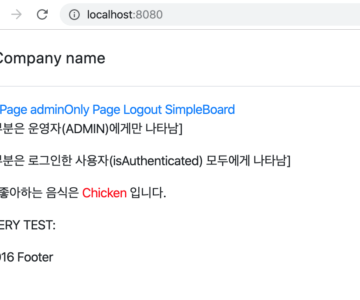 localhost:8080
Company name
Page adminOnly Page Logout SimpleBoard
부분은 운영자(ADMIN)에게만 나타남]
부분은 로그인한 사용자(isAuthenticated) 모두에게 나타남]
좋아하는 음식은 Chicken 입니다.
ERY TEST:
016 Footer